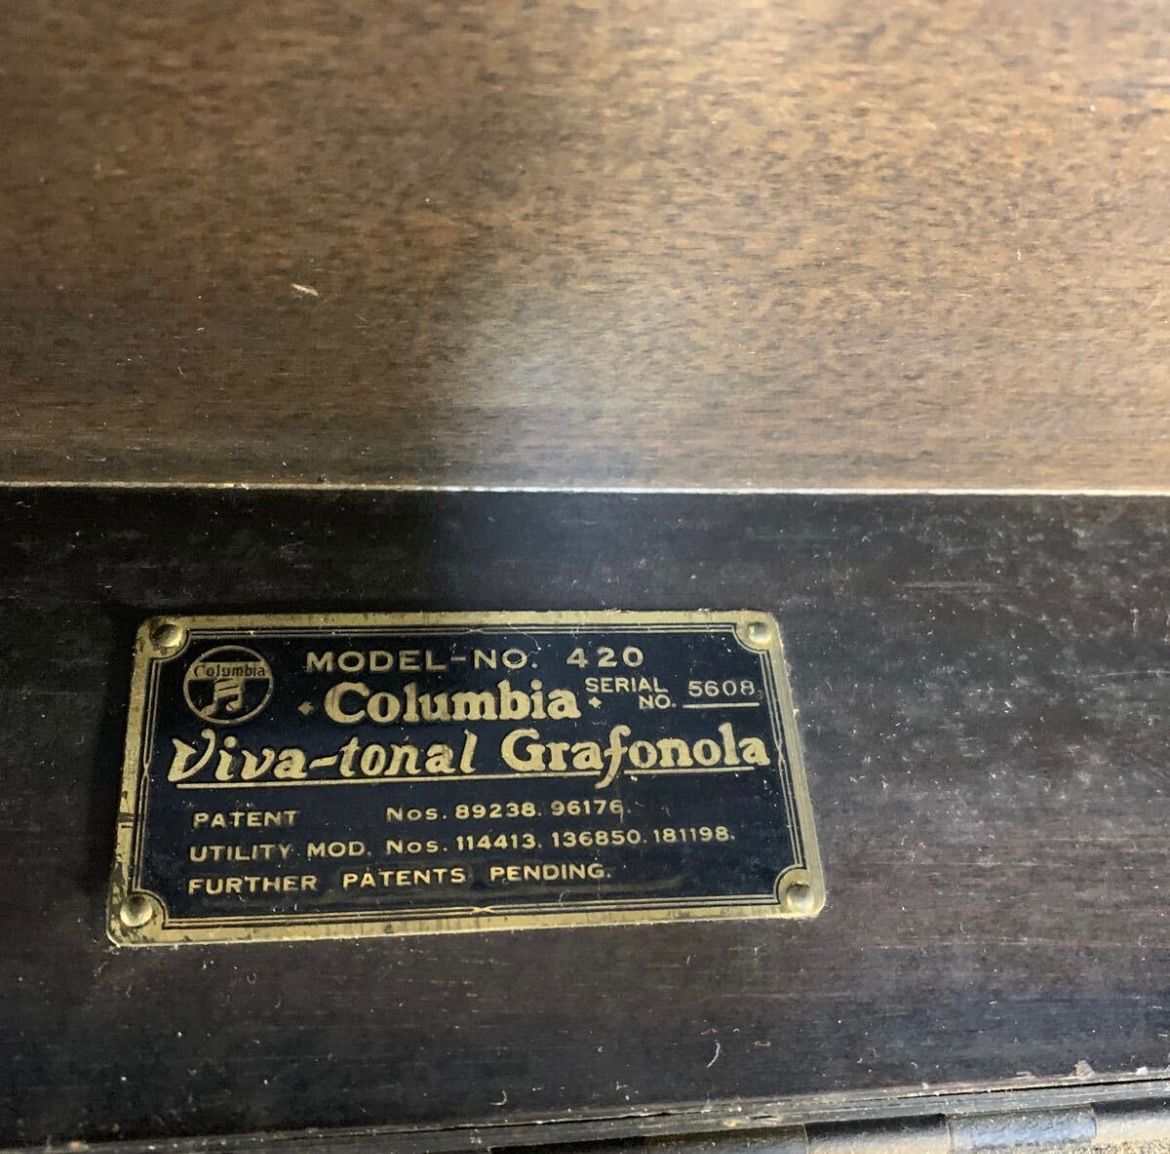 Columbia
MODEL-NO. 420
Columbia SERIAL NO. 5608
Viva-tonal Grafonola
PATENT Nos. 89238. 96176.
UTILITY MOD. Nos. 114413. 136850. 181198.
FURTHER PATENTS PENDING.